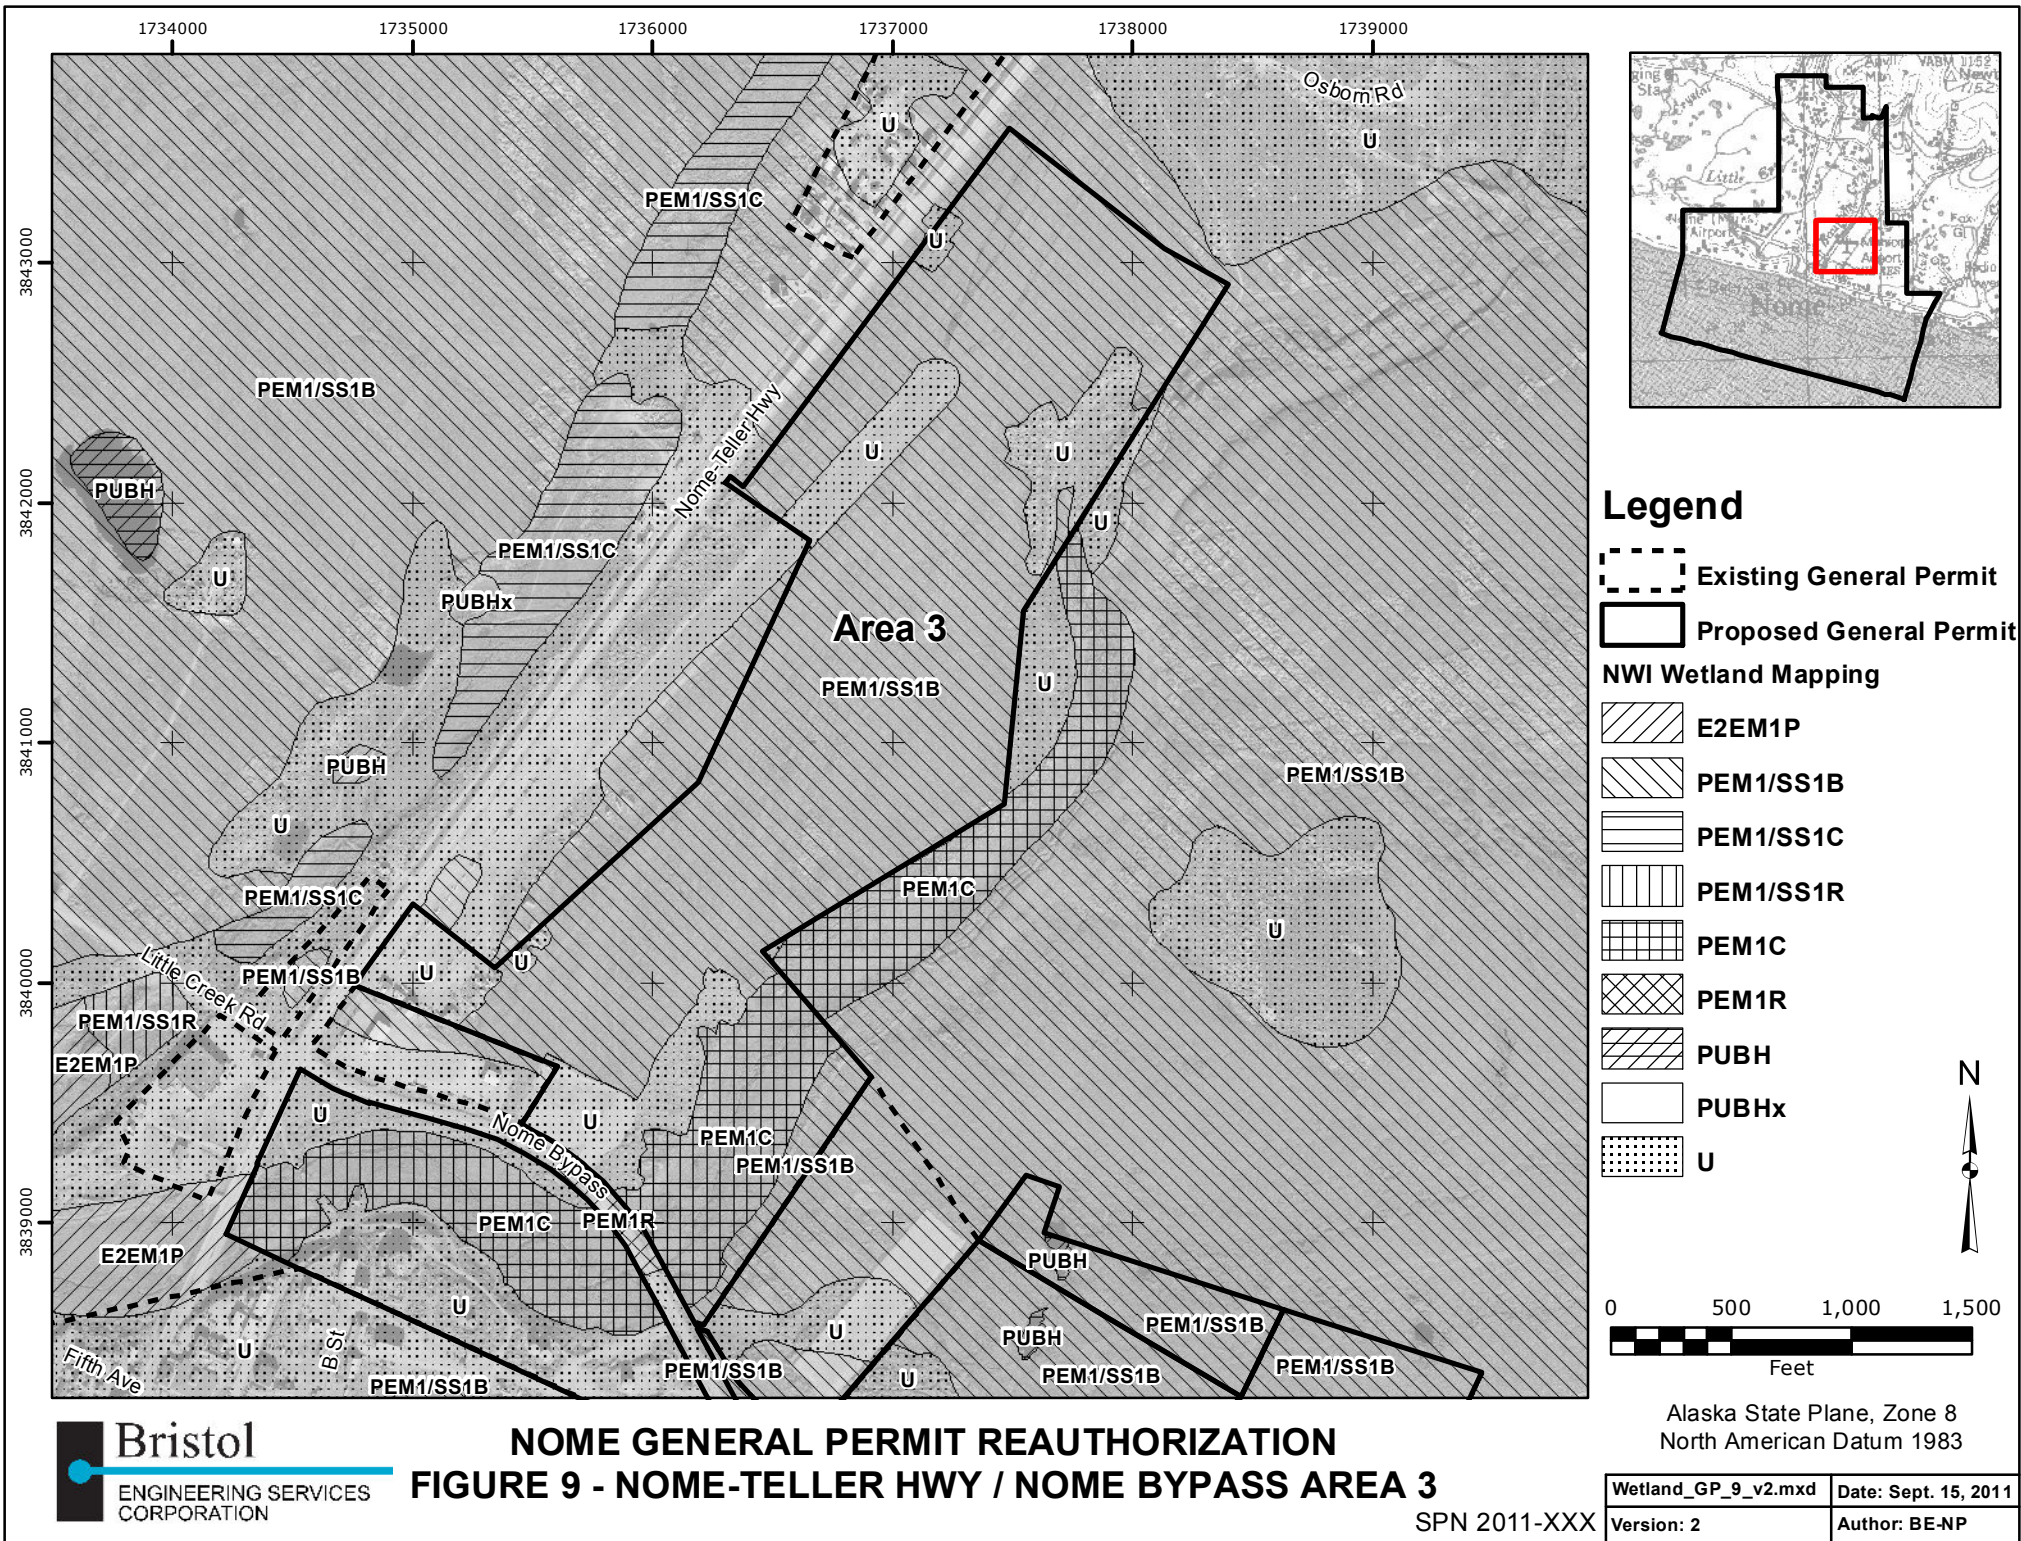 1734000 1735000 1736000 1737000 1738000 1739000
3843000
3842000
3841000
3840000
3839000
Osborn Rd
U
U
PEM1/SS1C
U
PEM1/SS1B
Nome-Teller Hwy
U
U
PUBH
U
PEM1/SS1C
U
PUBHx
Area 3
PEM1/SS1B
U
PUBH
PEM1/SS1B
U
PEM1/SS1C
PEM1C
U
Little Creek Rd
PEM1/SS1B
U
U
PEM1/SS1R
E2EM1P
U
Nome Bypass
U
PEM1C
PEM1/SS1B
PEM1C
PEM1R
E2EM1P
PUBH
U
U
PUBH
PEM1/SS1B
U
B St
Fifth Ave
PEM1/SS1B
PEM1/SS1B
U
PEM1/SS1B
PEM1/SS1B
Nome
Little
Airport
Legend
Existing General Permit
Proposed General Permit
NWI Wetland Mapping
E2EM1P
PEM1/SS1B
PEM1/SS1C
PEM1/SS1R
PEM1C
PEM1R
PUBH
PUBHx
U
N
0 500 1,000 1,500
Feet
Alaska State Plane, Zone 8
North American Datum 1983
Bristol
ENGINEERING SERVICES
CORPORATION
NOME GENERAL PERMIT REAUTHORIZATION
FIGURE 9 - NOME-TELLER HWY / NOME BYPASS AREA 3
SPN 2011-XXX
Wetland_GP_9_v2.mxd
Date: Sept. 15, 2011
Version: 2
Author: BE-NP